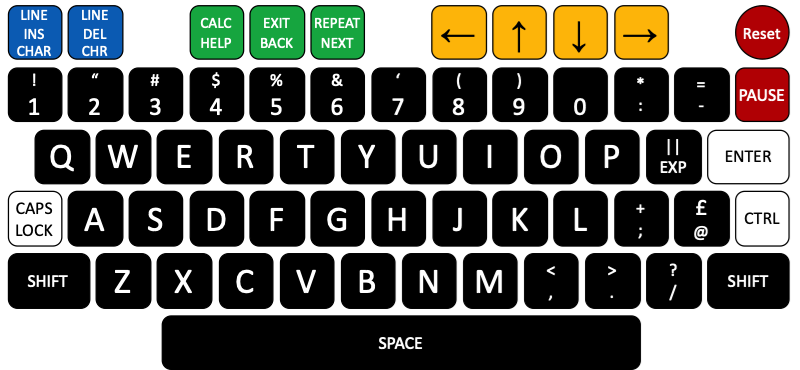 LINE LINE CALC EXIT REPEAT
INS DEL HELP BACK NEXT ← ↑ ↓ → Reset
CHAR CHR
! “ # $ % & ‘ ( ) * =
1 2 3 4 5 6 7 8 9 0 : - PAUSE
Q W E R T Y U I O P || EXP ENTER
CAPS LOCK A S D F G H J K L + ; £ @ CTRL
SHIFT Z X C V B N M < , > . ? / SHIFT
SPACE